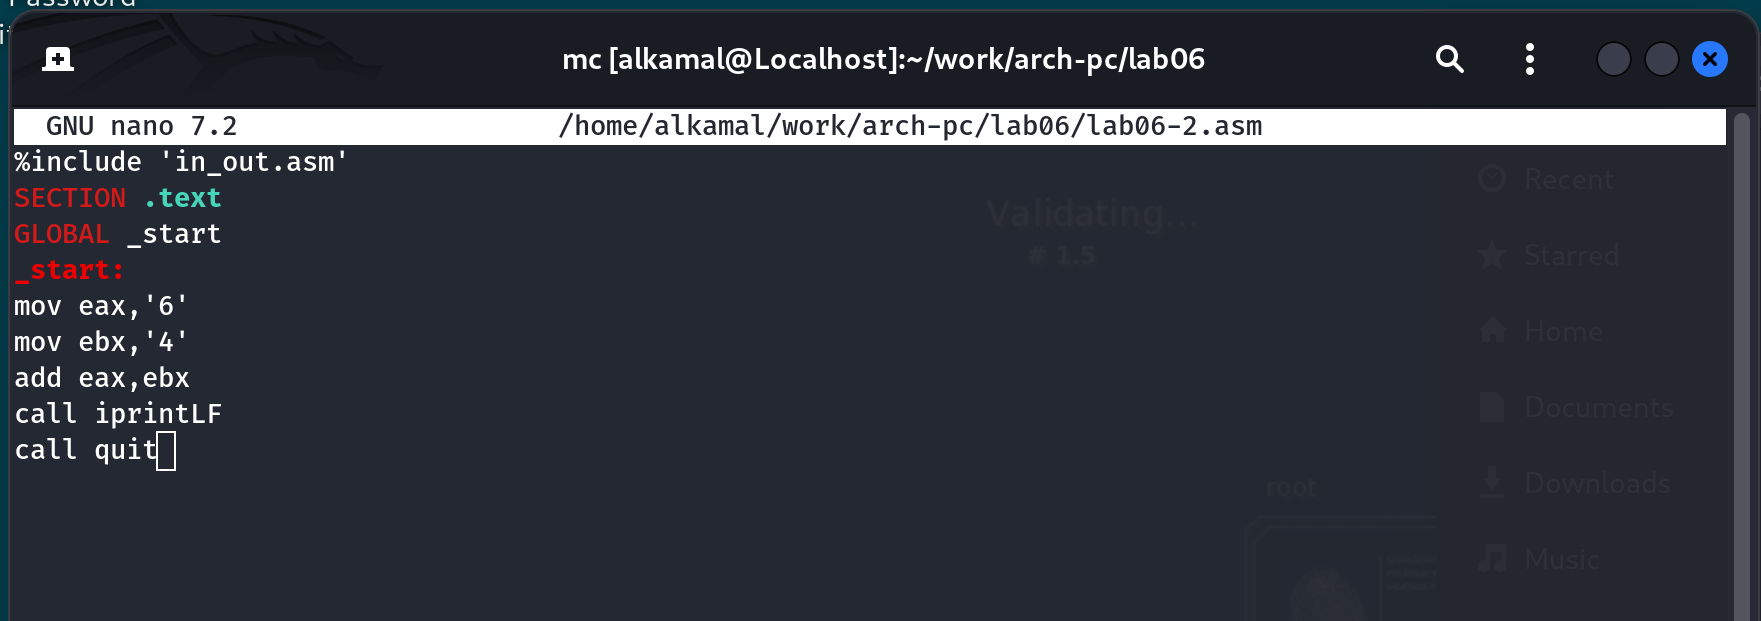 Password
mc [alkamal@Localhost]:~/work/arch-pc/lab06
GNU nano 7.2 /home/alkamal/work/arch-pc/lab06/lab06-2.asm
%include 'in_out.asm'
SECTION .text
GLOBAL _start
_start:
mov eax,'6'
mov ebx,'4'
add eax,ebx
call iprintLF
call quit
Validating...
# 1.5
root
Recent
Starred
Home
Documents
Downloads
Music